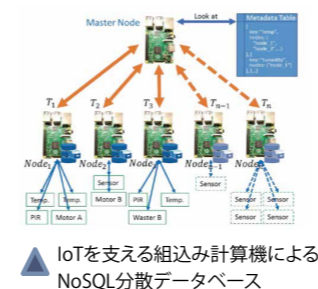 Master Node
Look at
Metadata Table
T₁
T₂
T₃
Tₙ₋₁
Tₙ
Node₁
Node₂
Sensor
Sensor
Temp.
Temp.
Motor B
PIR
Temp.
PIR
Motor A
Waster B
Sensor
Sensor
Sensor
Sensor
IoTを支える組込み計算機による
NoSQL分散データベース